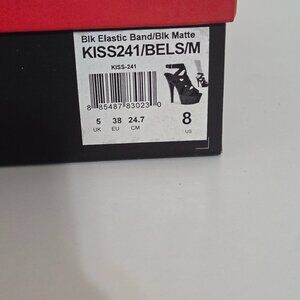 Blk Elastic Band/Blk Matte
KISS241/BELS/M
KISS-241
8 85487 83023 0
5 38 24.7 8
UK EU CM US